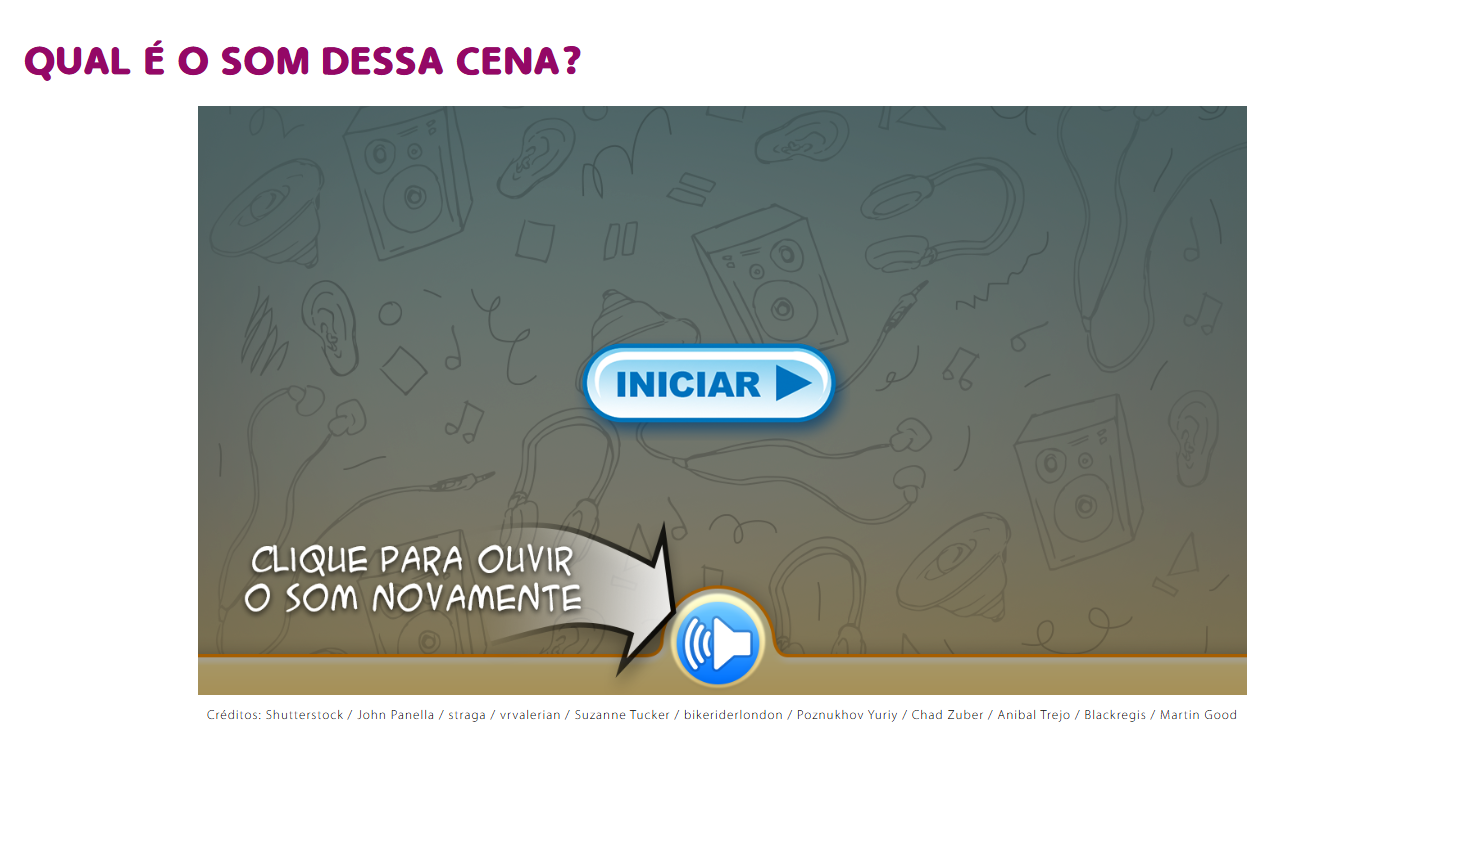 QUAL É O SOM DESSA CENA?
INICIAR
CLIQUE PARA OUVIR
O SOM NOVAMENTE
Créditos: Shutterstock / John Panella / straga / vrvalerian / Suzanne Tucker / bikeriderlondon / Poznukhov Yuriy / Chad Zuber / Anibal Trejo / Blackregis / Martin Good